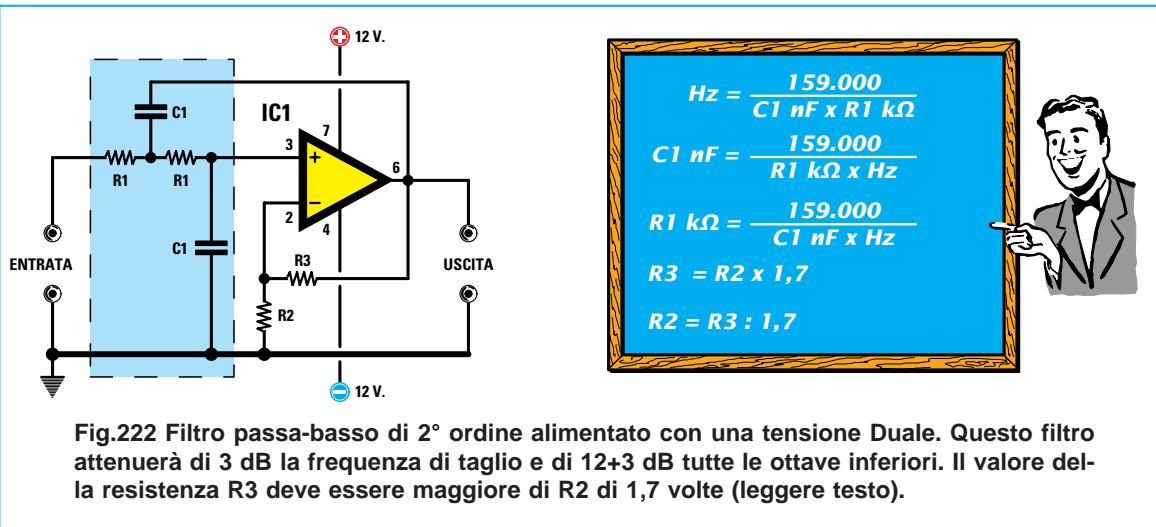 12 V.
C1
IC1
7
3
+
6
R1
R1
2
−
4
C1
R3
ENTRATA
USCITA
R2
12 V.
Hz = 159.000 / C1 nF x R1 kΩ
C1 nF = 159.000 / R1 kΩ x Hz
R1 kΩ = 159.000 / C1 nF x Hz
R3 = R2 x 1,7
R2 = R3 : 1,7
Fig.222 Filtro passa-basso di 2° ordine alimentato con una tensione Duale. Questo filtro
attenuerà di 3 dB la frequenza di taglio e di 12+3 dB tutte le ottave inferiori. Il valore del-
la resistenza R3 deve essere maggiore di R2 di 1,7 volte (leggere testo).